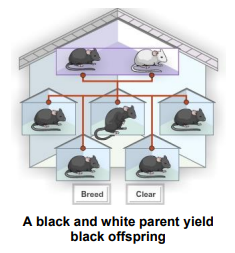 Breed Clear
A black and white parent yield
black offspring